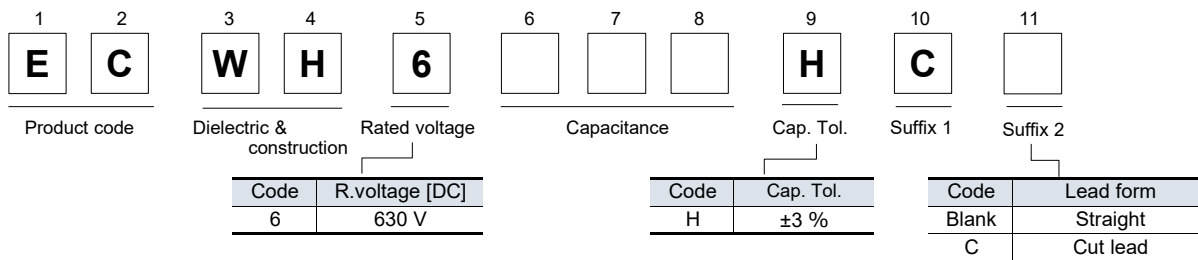 1 2 3 4 5 6 7 8 9 10 11
E C W H 6 H C
Product code Dielectric & Rated voltage Capacitance Cap. Tol. Suffix 1 Suffix 2
construction
Code R.voltage [DC] Code Cap. Tol. Code Lead form
6 630 V H ±3 % Blank Straight
C Cut lead